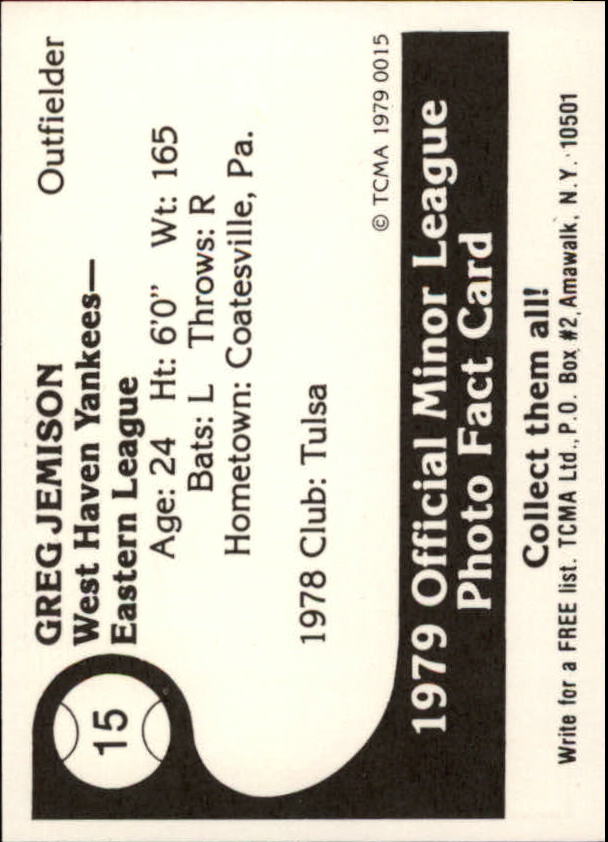 15
GREG JEMISON Outfielder
West Haven Yankees—
Eastern League
Age: 24 Ht: 6'0" Wt: 165
Bats: L Throws: R
Hometown: Coatesville, Pa.
1978 Club: Tulsa
© TCMA 1979 0015
1979 Official Minor League
Photo Fact Card
Collect them all!
Write for a FREE list. TCMA Ltd., P.O. Box #2, Amawalk, N.Y. 10501